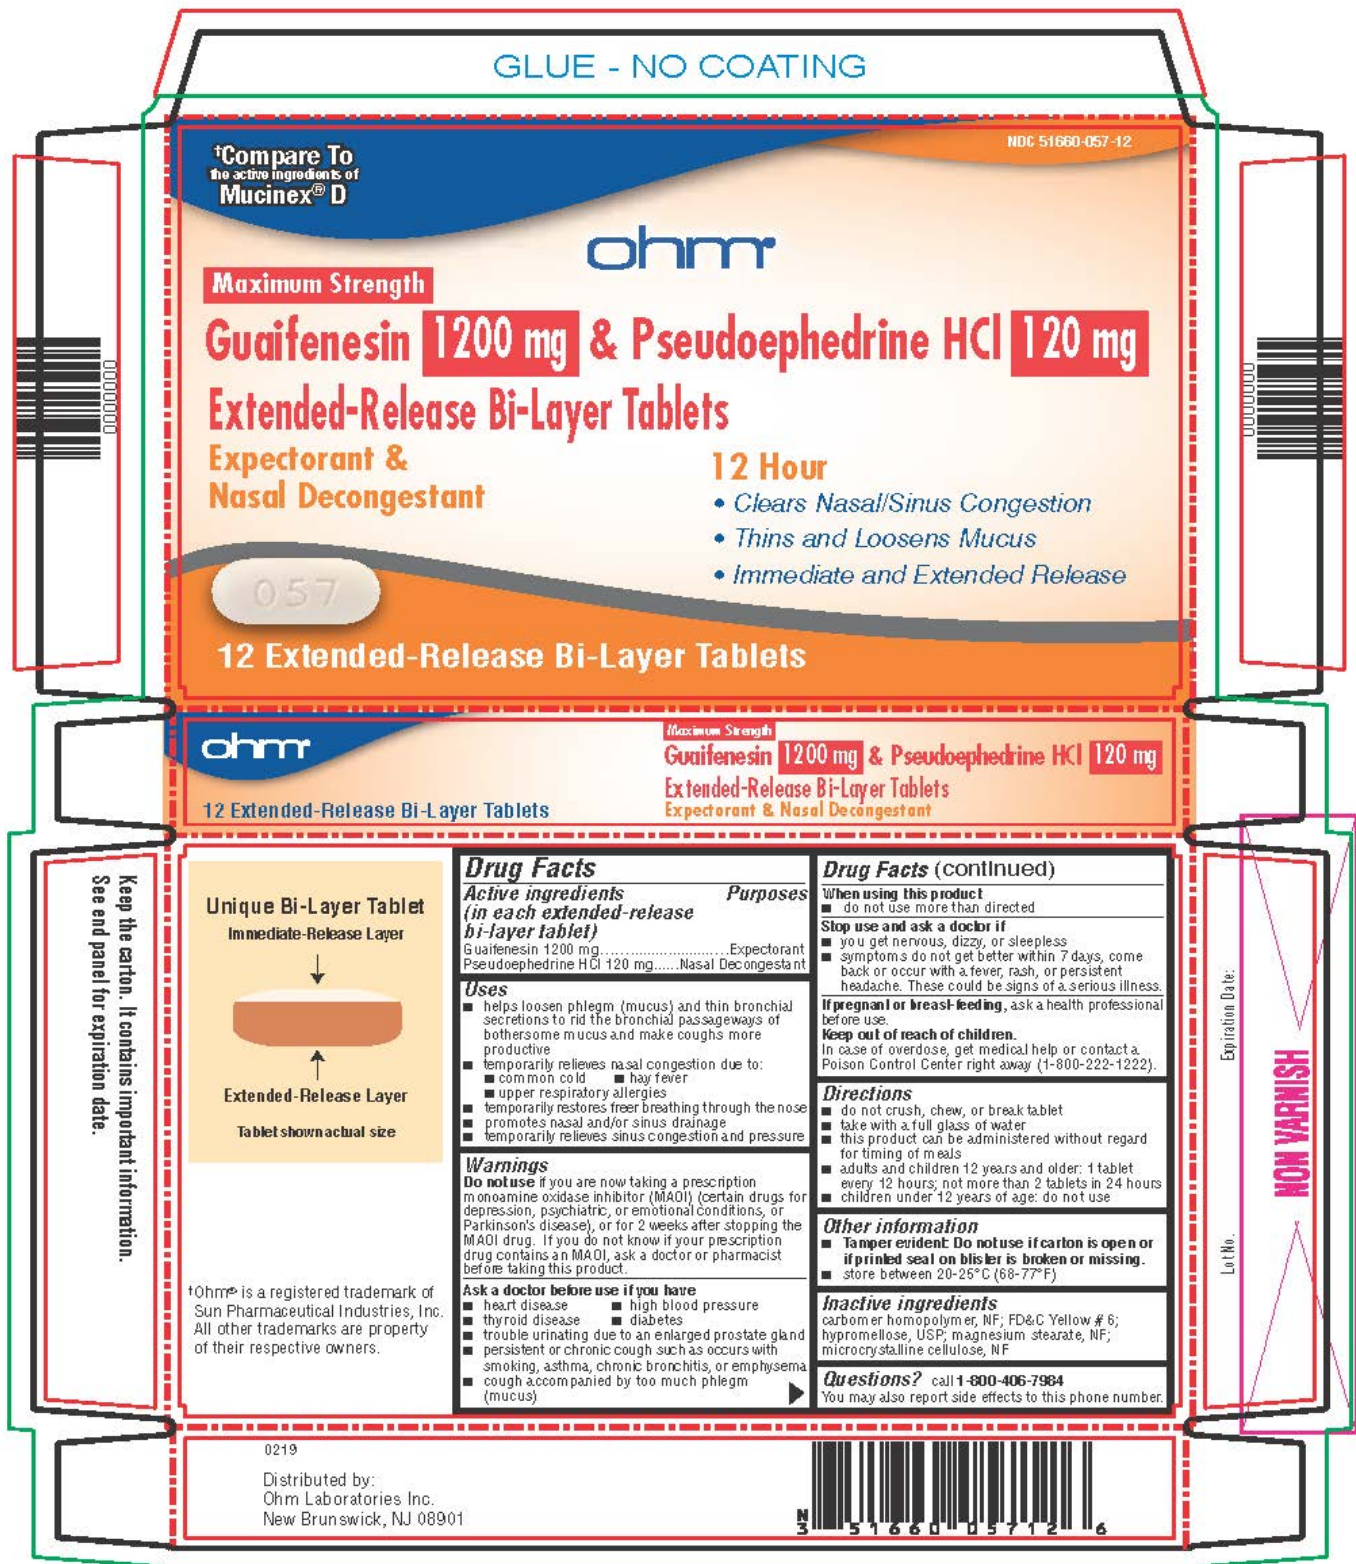 GLUE - NO COATING
†Compare To
the active ingredients of
Mucinex® D
NDC 51660-057-12
ohm
Maximum Strength
Guaifenesin 1200 mg & Pseudoephedrine HCl 120 mg
Extended-Release Bi-Layer Tablets
Expectorant &
Nasal Decongestant
12 Hour
• Clears Nasal/Sinus Congestion
• Thins and Loosens Mucus
• Immediate and Extended Release
057
12 Extended-Release Bi-Layer Tablets
0000000
0000000
ohm
12 Extended-Release Bi-Layer Tablets
Maximum Strength
Guaifenesin 1200 mg & Pseudoephedrine HCl 120 mg
Extended-Release Bi-Layer Tablets
Expectorant & Nasal Decongestant
Keep the carton. It contains important information.
See end panel for expiration date.
Unique Bi-Layer Tablet
Immediate-Release Layer
Extended-Release Layer
Tablet shown actual size
†Ohm® is a registered trademark of
Sun Pharmaceutical Industries, Inc.
All other trademarks are property
of their respective owners.
Drug Facts
Active ingredients Purposes
(in each extended-release
bi-layer tablet)
Guaifenesin 1200 mg............................Expectorant
Pseudoephedrine HCl 120 mg......Nasal Decongestant
Uses
■ helps loosen phlegm (mucus) and thin bronchial
secretions to rid the bronchial passageways of
bothersome mucus and make coughs more
productive
■ temporarily relieves nasal congestion due to:
■ common cold ■ hay fever
■ upper respiratory allergies
■ temporarily restores freer breathing through the nose
■ promotes nasal and/or sinus drainage
■ temporarily relieves sinus congestion and pressure
Warnings
Do not use if you are now taking a prescription
monoamine oxidase inhibitor (MAOI) (certain drugs for
depression, psychiatric, or emotional conditions, or
Parkinson's disease), or for 2 weeks after stopping the
MAOI drug. If you do not know if your prescription
drug contains an MAOI, ask a doctor or pharmacist
before taking this product.
Ask a doctor before use if you have
■ heart disease ■ high blood pressure
■ thyroid disease ■ diabetes
■ trouble urinating due to an enlarged prostate gland
■ persistent or chronic cough such as occurs with
smoking, asthma, chronic bronchitis, or emphysema
■ cough accompanied by too much phlegm
(mucus)
Drug Facts (continued)
When using this product
■ do not use more than directed
Stop use and ask a doctor if
■ you get nervous, dizzy, or sleepless
■ symptoms do not get better within 7 days, come
back or occur with a fever, rash, or persistent
headache. These could be signs of a serious illness.
If pregnant or breast-feeding, ask a health professional
before use.
Keep out of reach of children.
In case of overdose, get medical help or contact a
Poison Control Center right away (1-800-222-1222).
Directions
■ do not crush, chew, or break tablet
■ take with a full glass of water
■ this product can be administered without regard
for timing of meals
■ adults and children 12 years and older: 1 tablet
every 12 hours; not more than 2 tablets in 24 hours
■ children under 12 years of age: do not use
Other information
■ Tamper evident: Do not use if carton is open or
if printed seal on blister is broken or missing.
■ store between 20-25°C (68-77°F)
Inactive ingredients
carbomer homopolymer, NF; FD&C Yellow # 6;
hypromellose, USP; magnesium stearate, NF;
microcrystalline cellulose, NF
Questions? call 1-800-406-7984
You may also report side effects to this phone number.
Lot No. Expiration Date:
NON VARNISH
0219
Distributed by:
Ohm Laboratories Inc.
New Brunswick, NJ 08901
N
3 51660 05712 6